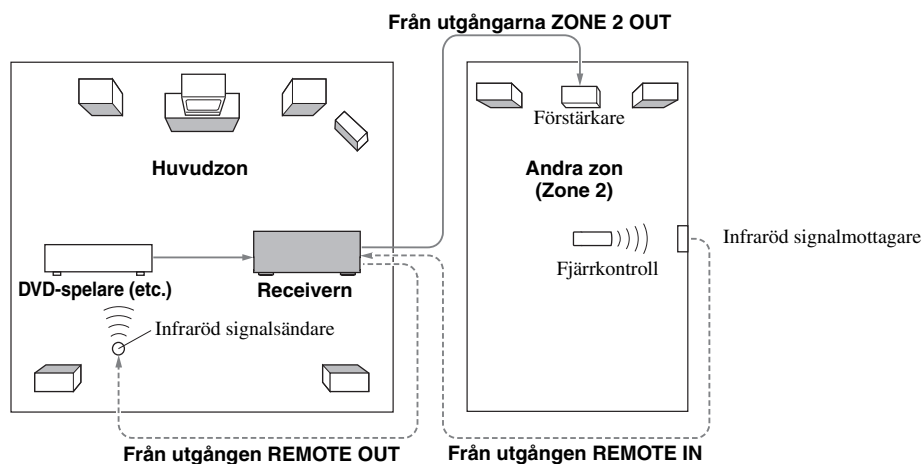 Från utgångarna ZONE 2 OUT
Förstärkare
Huvudzon
Andra zon
(Zone 2)
Infraröd signalmottagare
Fjärrkontroll
DVD-spelare (etc.)
Receivern
Infraröd signalsändare
Från utgången REMOTE OUT
Från utgången REMOTE IN